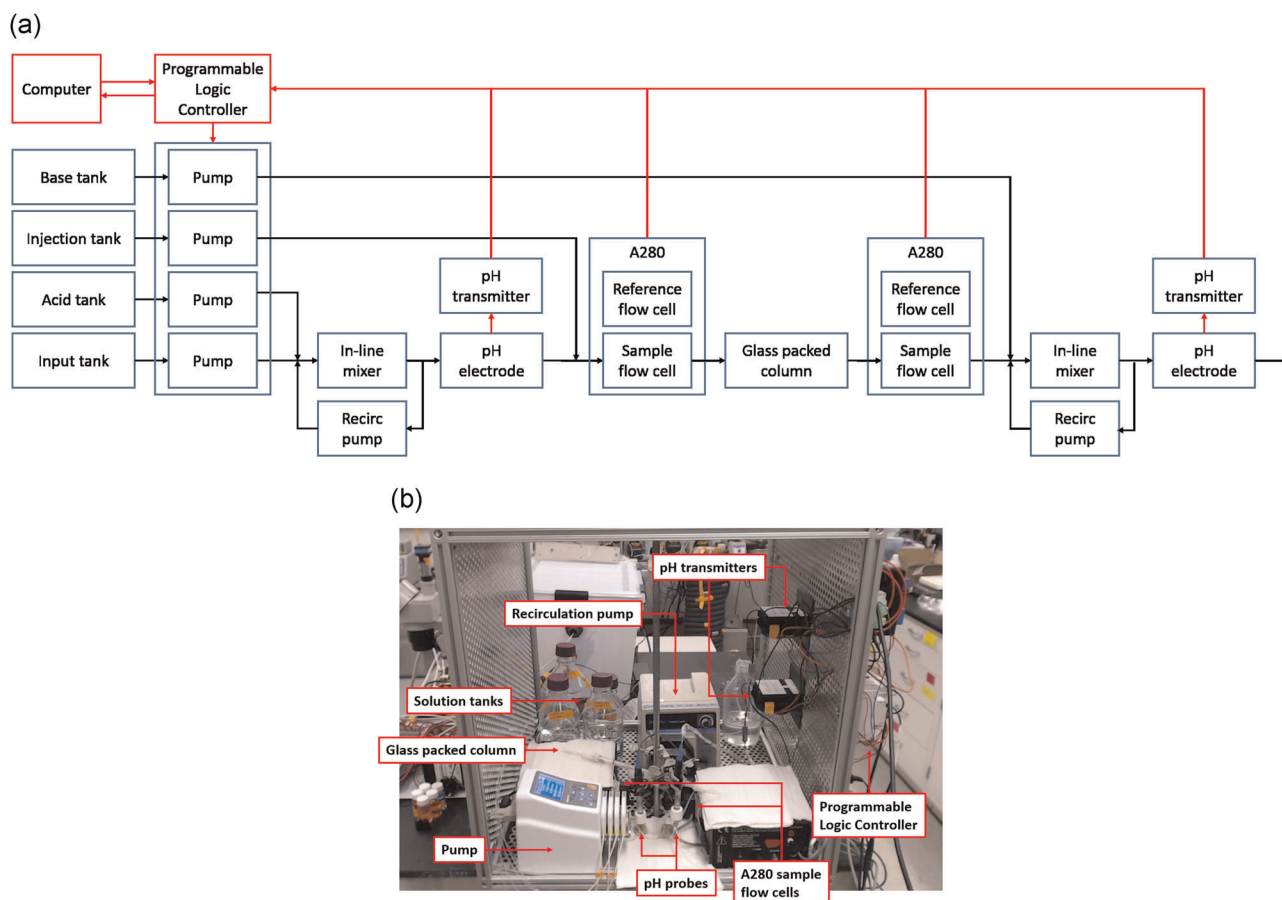 (a)
Computer
Programmable
Logic
Controller
Base tank
Pump
Injection tank
Pump
A280
A280
pH
transmitter
Reference
flow cell
Reference
flow cell
pH
transmitter
Acid tank
Pump
Input tank
Pump
In-line
mixer
pH
electrode
Sample
flow cell
Glass packed
column
Sample
flow cell
In-line
mixer
pH
electrode
Recirc
pump
Recirc
pump
(b)
pH transmitters
Recirculation pump
Solution tanks
Glass packed column
Programmable
Logic Controller
Pump
pH probes
A280 sample
flow cells